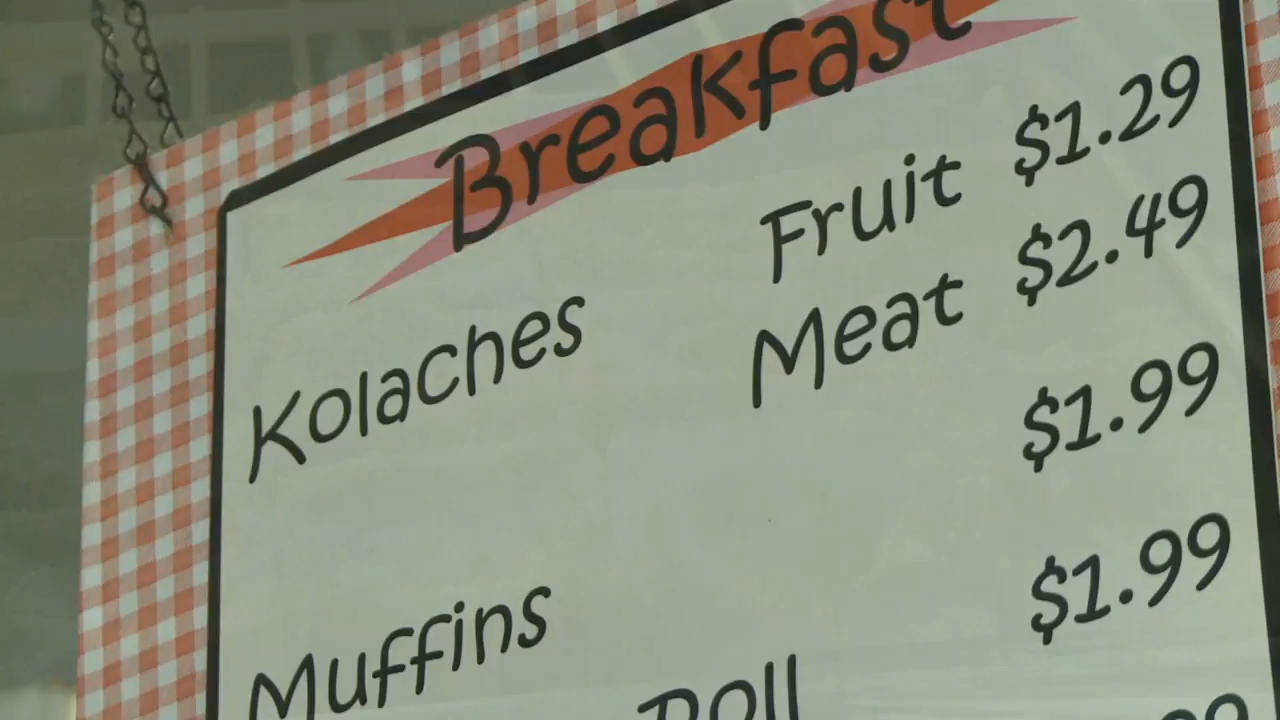 Breakfast
Kolaches Fruit $1.29
Meat $2.49
Muffins $1.99
Roll $1.99